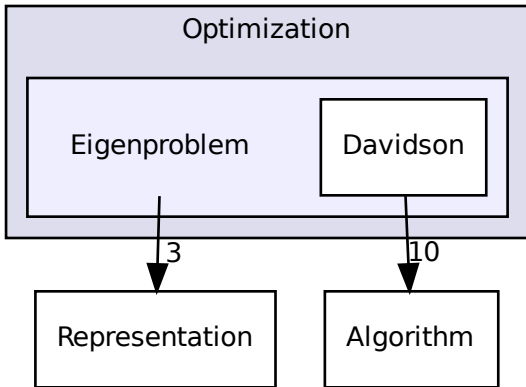 Optimization
Eigenproblem
Davidson
3
10
Representation
Algorithm